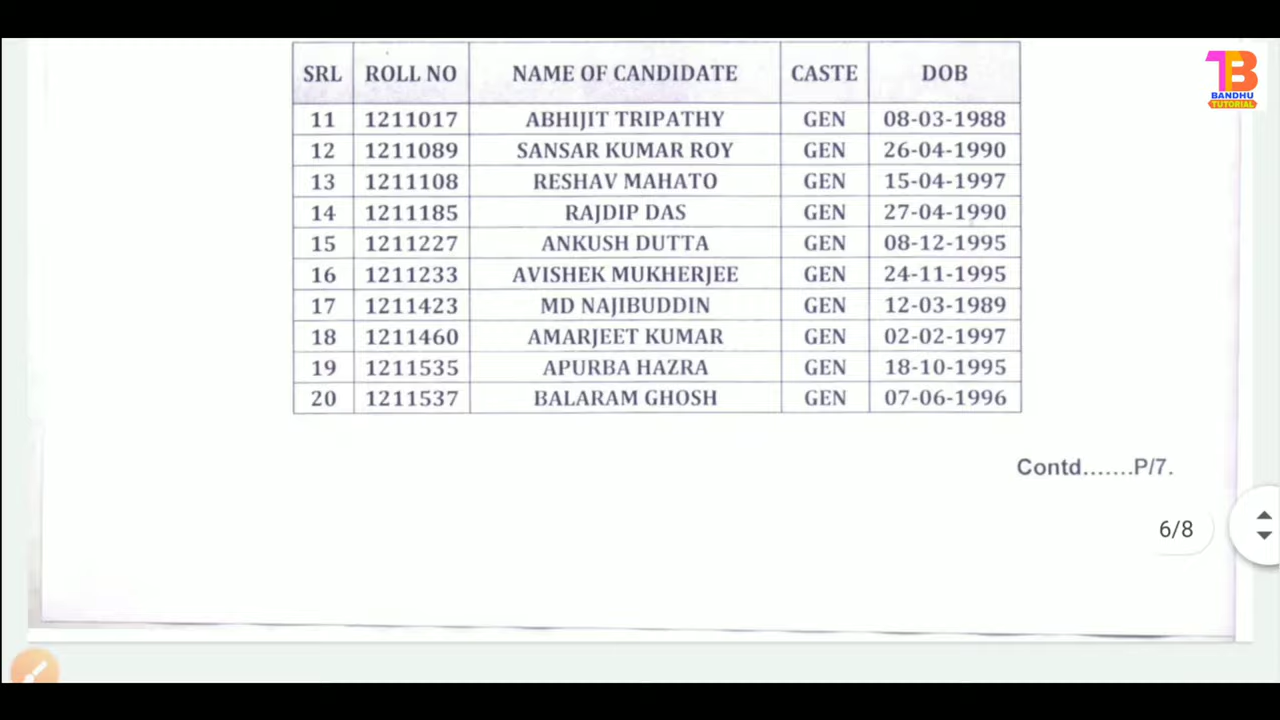 SRL ROLL NO NAME OF CANDIDATE CASTE DOB
11 1211017 ABHIJIT TRIPATHY GEN 08-03-1988
12 1211089 SANSAR KUMAR ROY GEN 26-04-1990
13 1211108 RESHAV MAHATO GEN 15-04-1997
14 1211185 RAJDIP DAS GEN 27-04-1990
15 1211227 ANKUSH DUTTA GEN 08-12-1995
16 1211233 AVISHEK MUKHERJEE GEN 24-11-1995
17 1211423 MD NAJIBUDDIN GEN 12-03-1989
18 1211460 AMARJEET KUMAR GEN 02-02-1997
19 1211535 APURBA HAZRA GEN 18-10-1995
20 1211537 BALARAM GHOSH GEN 07-06-1996
Contd.......P/7.
6/8
TB
BANDHU
TUTORIAL